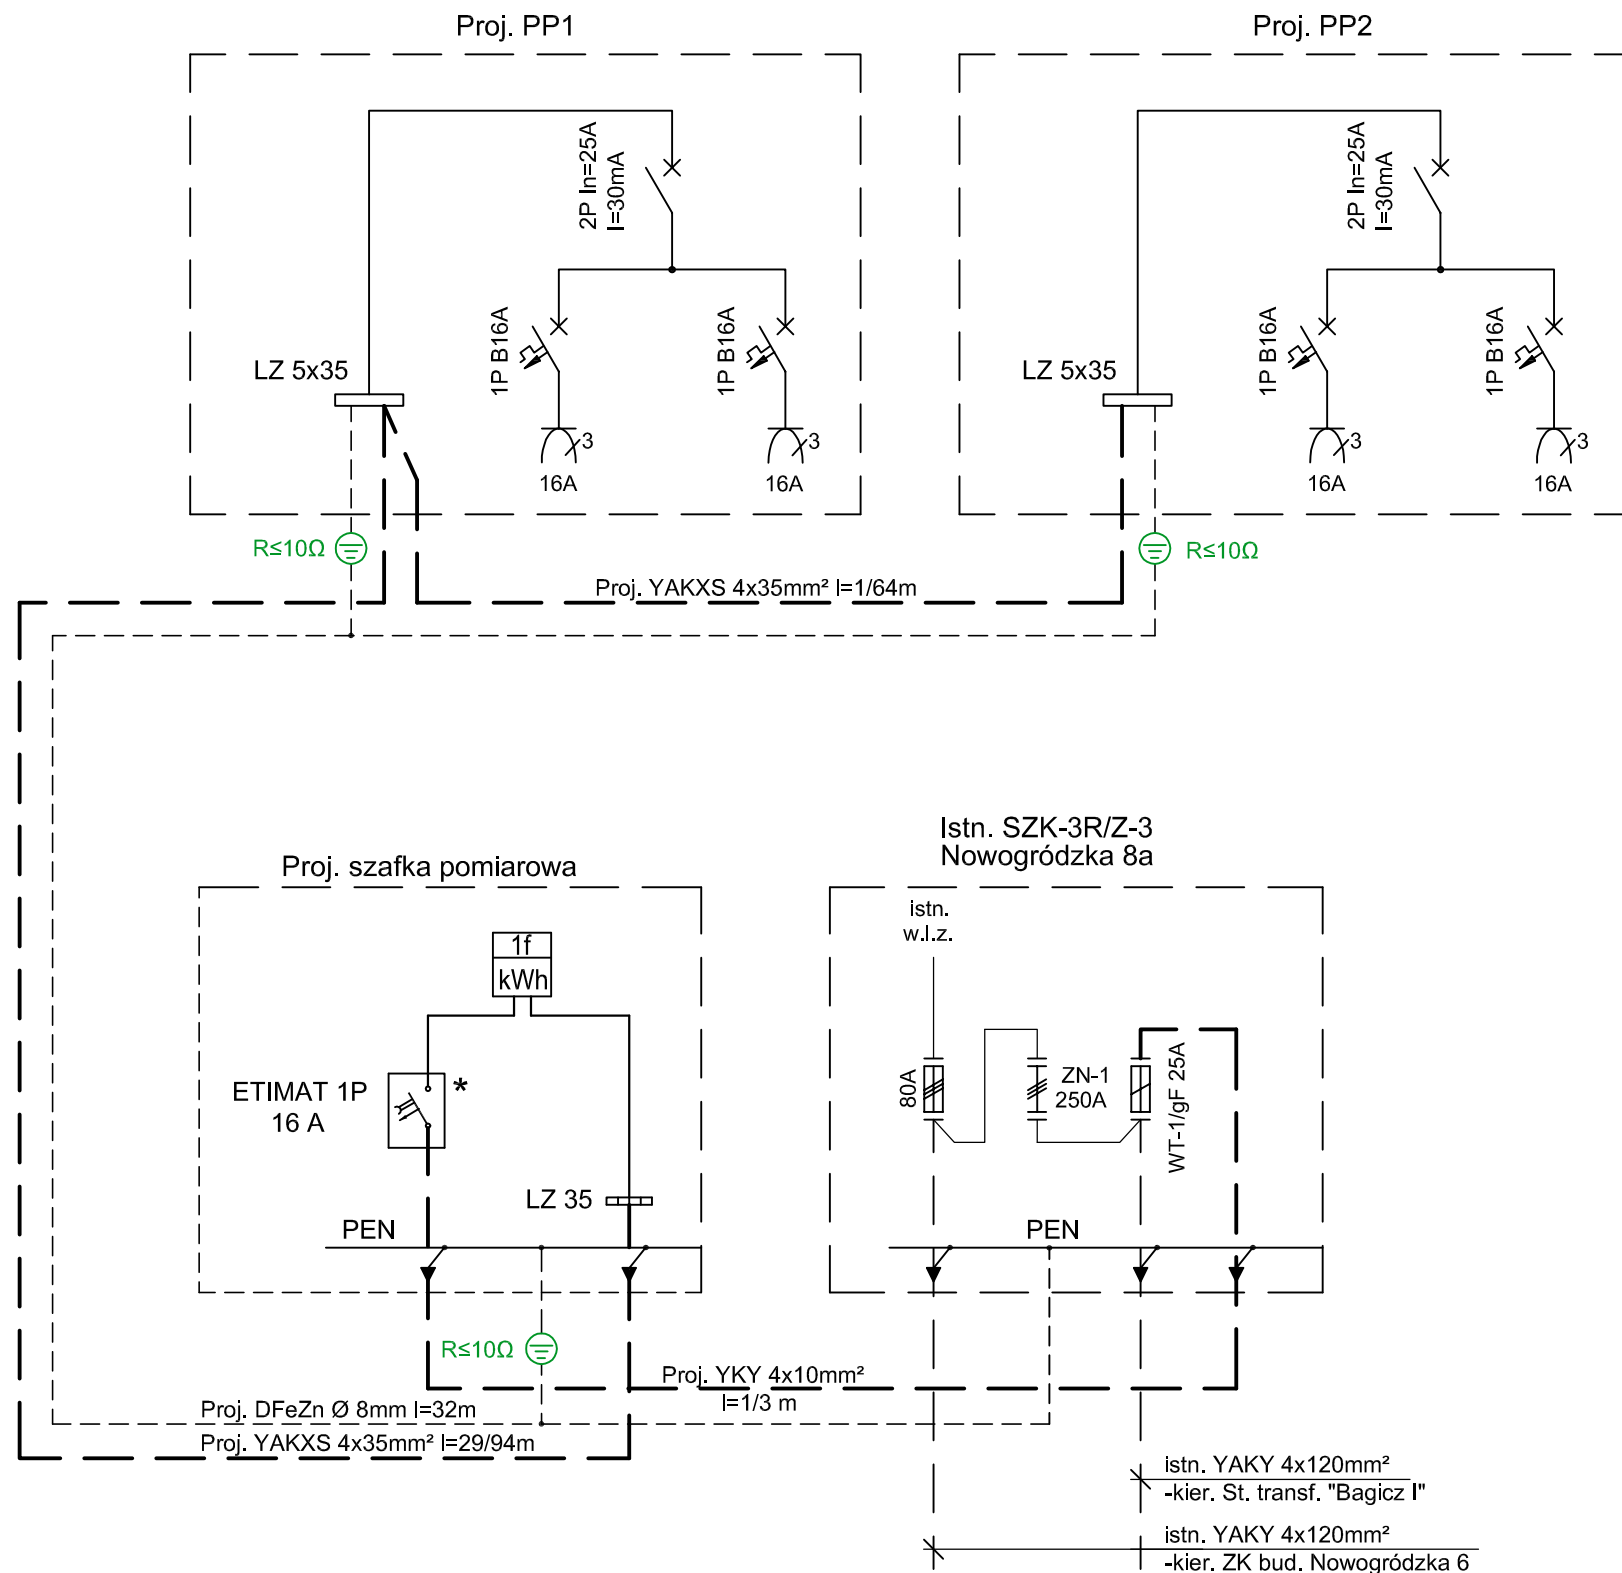 Proj. PP1
Proj. PP2
2P In=25A
I=30mA
1P B16A
1P B16A
LZ 5x35
3
16A
3
16A
R≤10Ω
2P In=25A
I=30mA
1P B16A
1P B16A
LZ 5x35
3
16A
3
16A
R≤10Ω
Proj. YAKXS 4x35mm² l=1/64m
Proj. szafka pomiarowa
1f
kWh
ETIMAT 1P
16 A
*
LZ 35
PEN
R≤10Ω
Istn. SZK-3R/Z-3
Nowogródzka 8a
istn.
w.l.z.
80A
ZN-1
250A
WT-1/gF 25A
PEN
Proj. YKY 4x10mm²
l=1/3 m
Proj. DFeZn Ø 8mm l=32m
Proj. YAKXS 4x35mm² l=29/94m
istn. YAKY 4x120mm²
-kier. St. transf. "Bagicz I"
istn. YAKY 4x120mm²
-kier. ZK bud. Nowogródzka 6